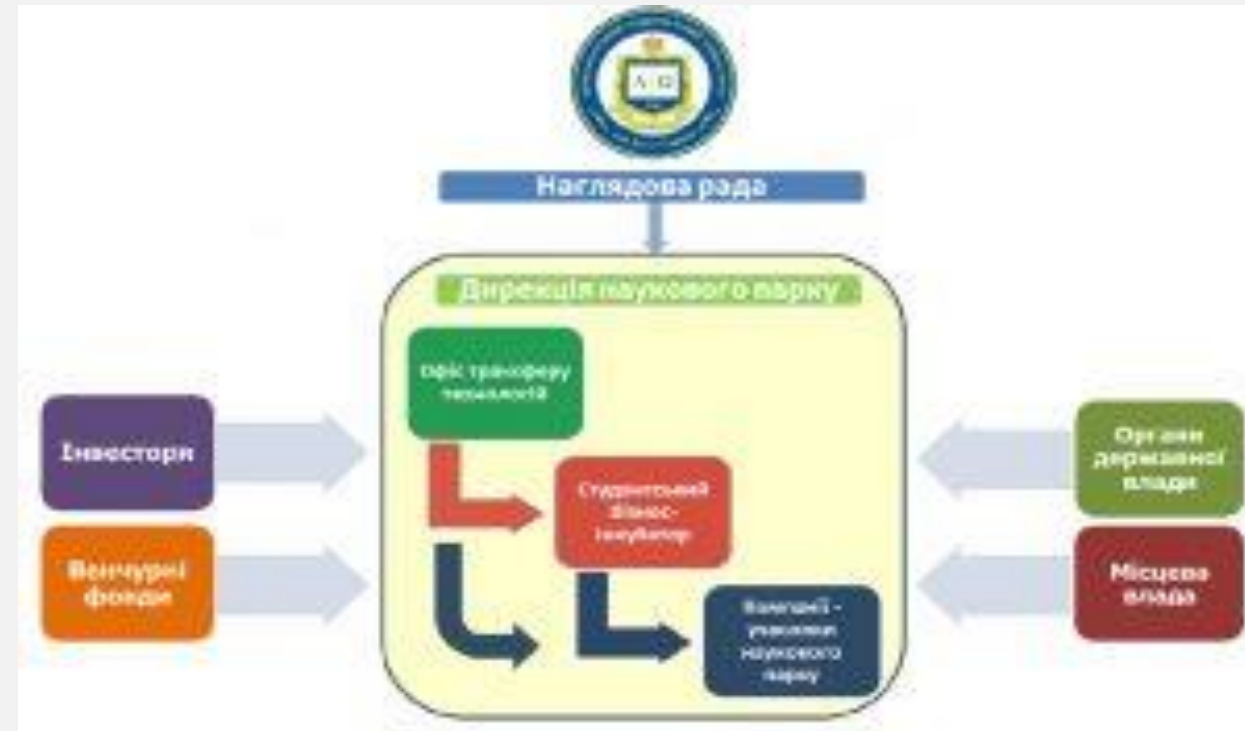 Наглядова рада
Дирекція наукового парку
Офіс трансферу
технологій
Інвестори
Органи
державної
влади
Студентський
бізнес-
інкубатор
Венчурні
фонди
Місцева
влада
Компанії -
учасники
наукового
парку